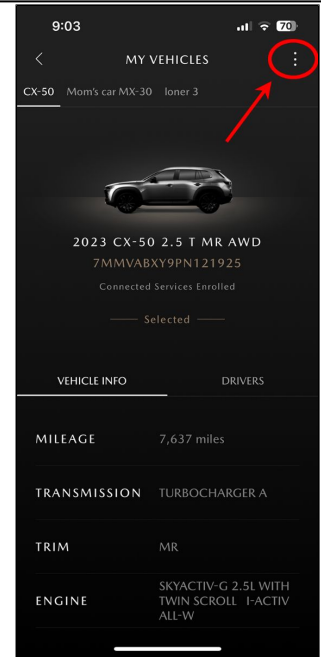 9:03
70
MY VEHICLES
CX-50 Mom's car MX-30 loner 3
2023 CX-50 2.5 T MR AWD
7MMVABXY9PN121925
Connected Services Enrolled
Selected
VEHICLE INFO DRIVERS
MILEAGE 7,637 miles
TRANSMISSION TURBOCHARGER A
TRIM MR
SKYACTIV-G 2.5L WITH
ENGINE TWIN SCROLL I-ACTIV
ALL-W